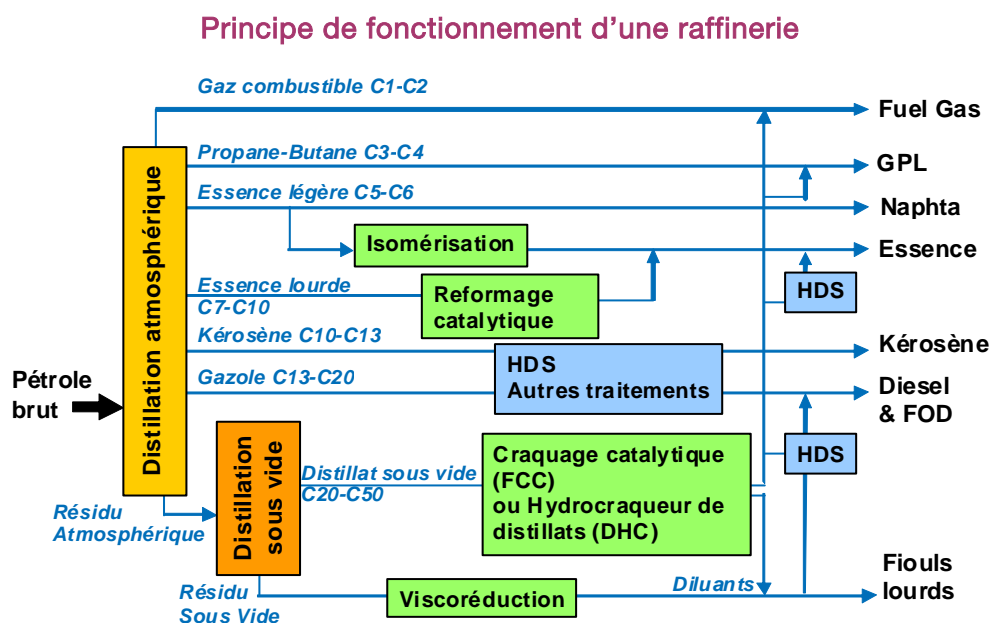 Principe de fonctionnement d'une raffinerie
Gaz combustible C1-C2
Fuel Gas
Propane-Butane C3-C4
GPL
Essence légère C5-C6
Naphta
Isomérisation
Essence
Essence lourde
C7-C10
Reformage
catalytique
HDS
Kérosène C10-C13
Kérosène
HDS
Autres traitements
Gazole C13-C20
Diesel
& FOD
Pétrole
brut
Distillation atmosphérique
Distillation
sous vide
Distillat sous vide
C20-C50
Craquage catalytique
(FCC)
ou Hydrocraqueur de
distillats (DHC)
HDS
Résidu
Atmosphérique
Résidu
Sous Vide
Viscoréduction
Diluants
Fiouls
lourds